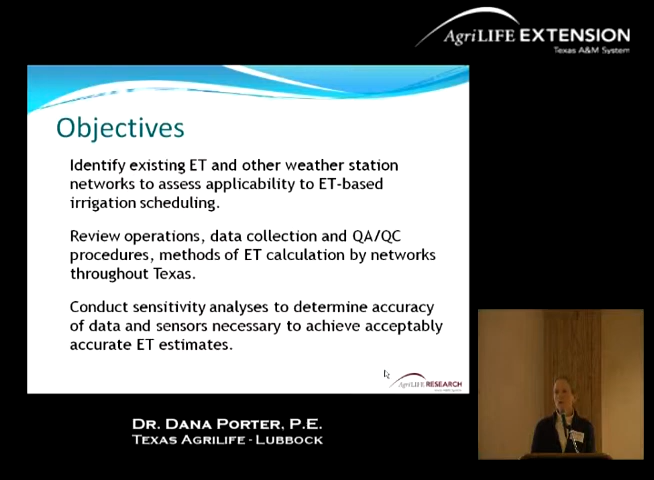 AgriLIFE EXTENSION
Texas A&M System
Objectives
Identify existing ET and other weather station
networks to assess applicability to ET-based
irrigation scheduling.
Review operations, data collection and QA/QC
procedures, methods of ET calculation by networks
throughout Texas.
Conduct sensitivity analyses to determine accuracy
of data and sensors necessary to achieve acceptably
accurate ET estimates.
AgriLIFE RESEARCH
Dr. Dana Porter, P.E.
Texas AgriLife - Lubbock